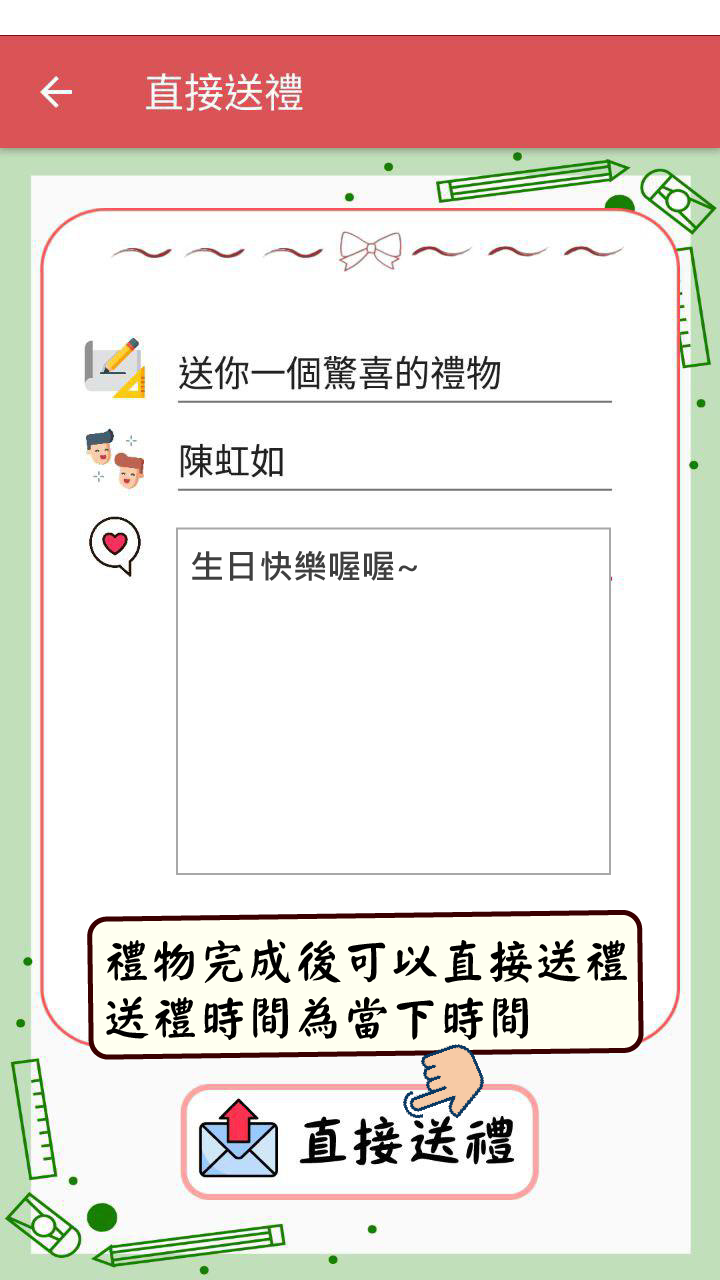 直接送禮
送你一個驚喜的禮物
陳虹如
生日快樂喔喔~
禮物完成後可以直接送禮
送禮時間為當下時間
直接送禮